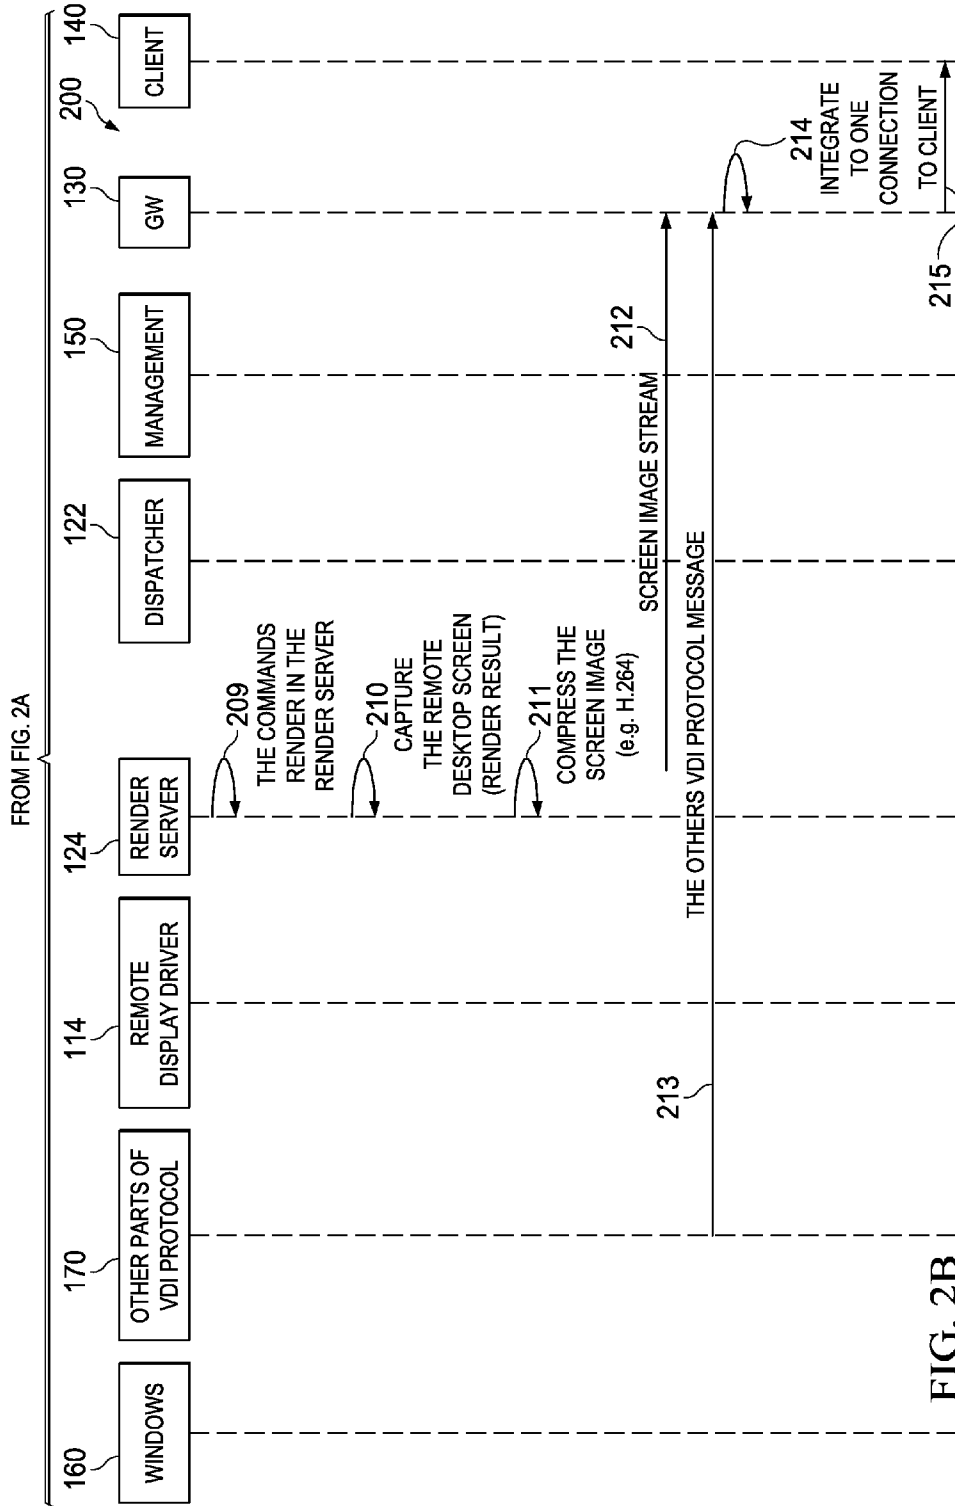 FROM FIG. 2A
160
170
114
124
122
150
130
200
140
WINDOWS
OTHER PARTS OF
VDI PROTOCOL
REMOTE
DISPLAY DRIVER
RENDER
SERVER
DISPATCHER
MANAGEMENT
GW
CLIENT
209
THE COMMANDS
RENDER IN THE
RENDER SERVER
210
CAPTURE
THE REMOTE
DESKTOP SCREEN
(RENDER RESULT)
211
COMPRESS THE
SCREEN IMAGE
(e.g. H.264)
212
SCREEN IMAGE STREAM
213
THE OTHERS VDI PROTOCOL MESSAGE
214
INTEGRATE
TO ONE
CONNECTION
TO CLIENT
215
FIG. 2B